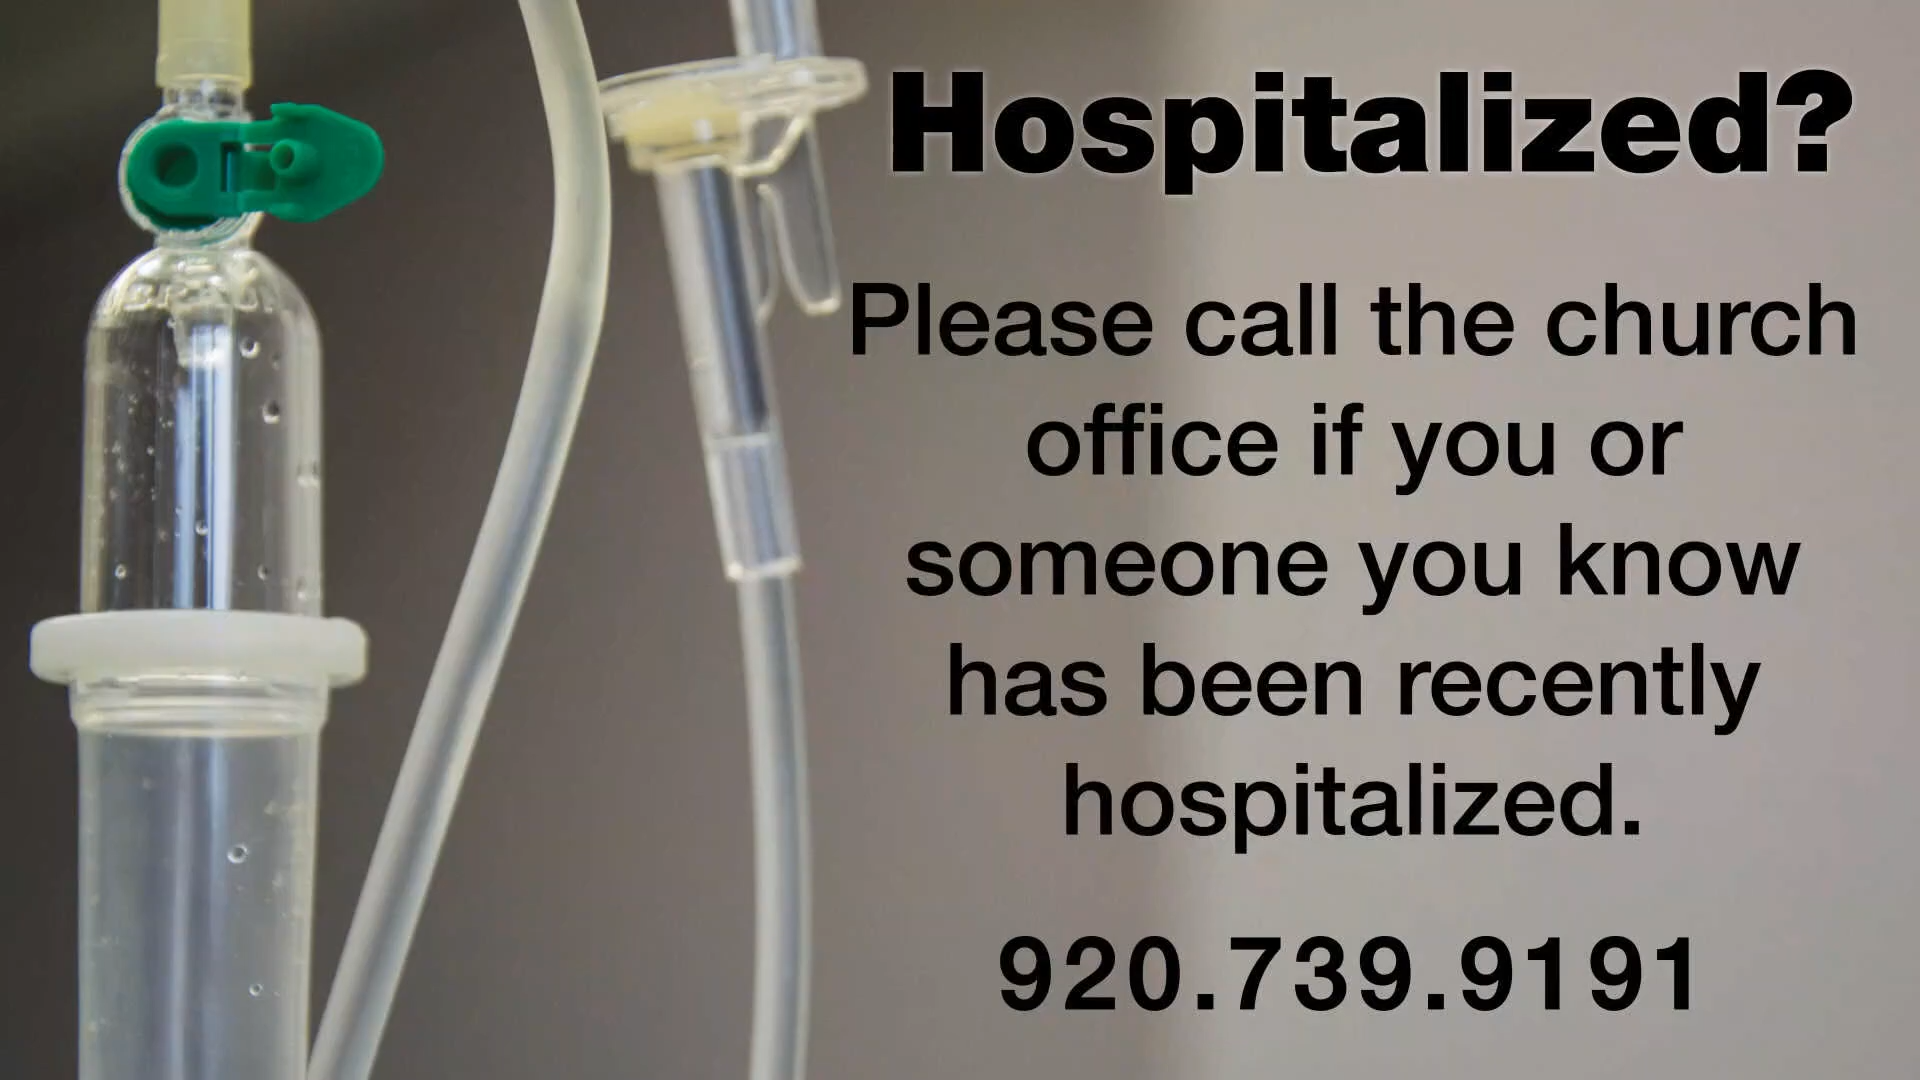 Hospitalized?
Please call the church
office if you or
someone you know
has been recently
hospitalized.
920.739.9191